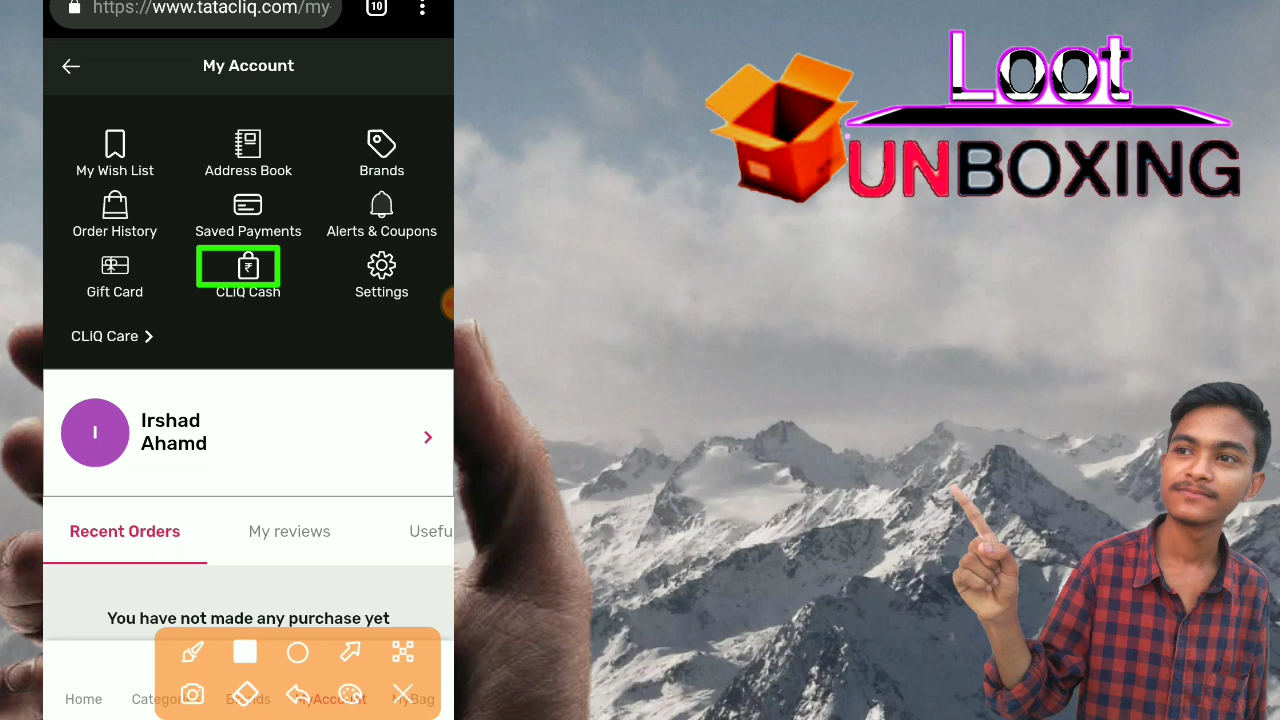 https://www.tatacliq.com/my-
10
My Account
My Wish List
Address Book
Brands
Order History
Saved Payments
Alerts & Coupons
Gift Card
CLiQ Cash
Settings
CLiQ Care
I
Irshad
Ahamd
Recent Orders
My reviews
Usefu
You have not made any purchase yet
Home
MyAccount
Loot
UNBOXING